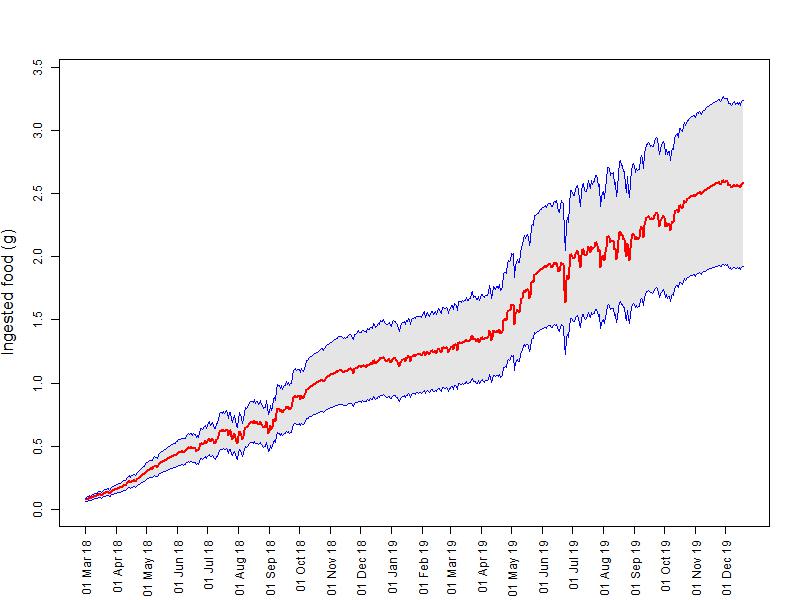 Ingested food (g)
3.5
3.0
2.5
2.0
1.5
1.0
0.5
0.0
01 Mar 18
01 Apr 18
01 May 18
01 Jun 18
01 Jul 18
01 Aug 18
01 Sep 18
01 Oct 18
01 Nov 18
01 Dec 18
01 Jan 19
01 Feb 19
01 Mar 19
01 Apr 19
01 May 19
01 Jun 19
01 Jul 19
01 Aug 19
01 Sep 19
01 Oct 19
01 Nov 19
01 Dec 19